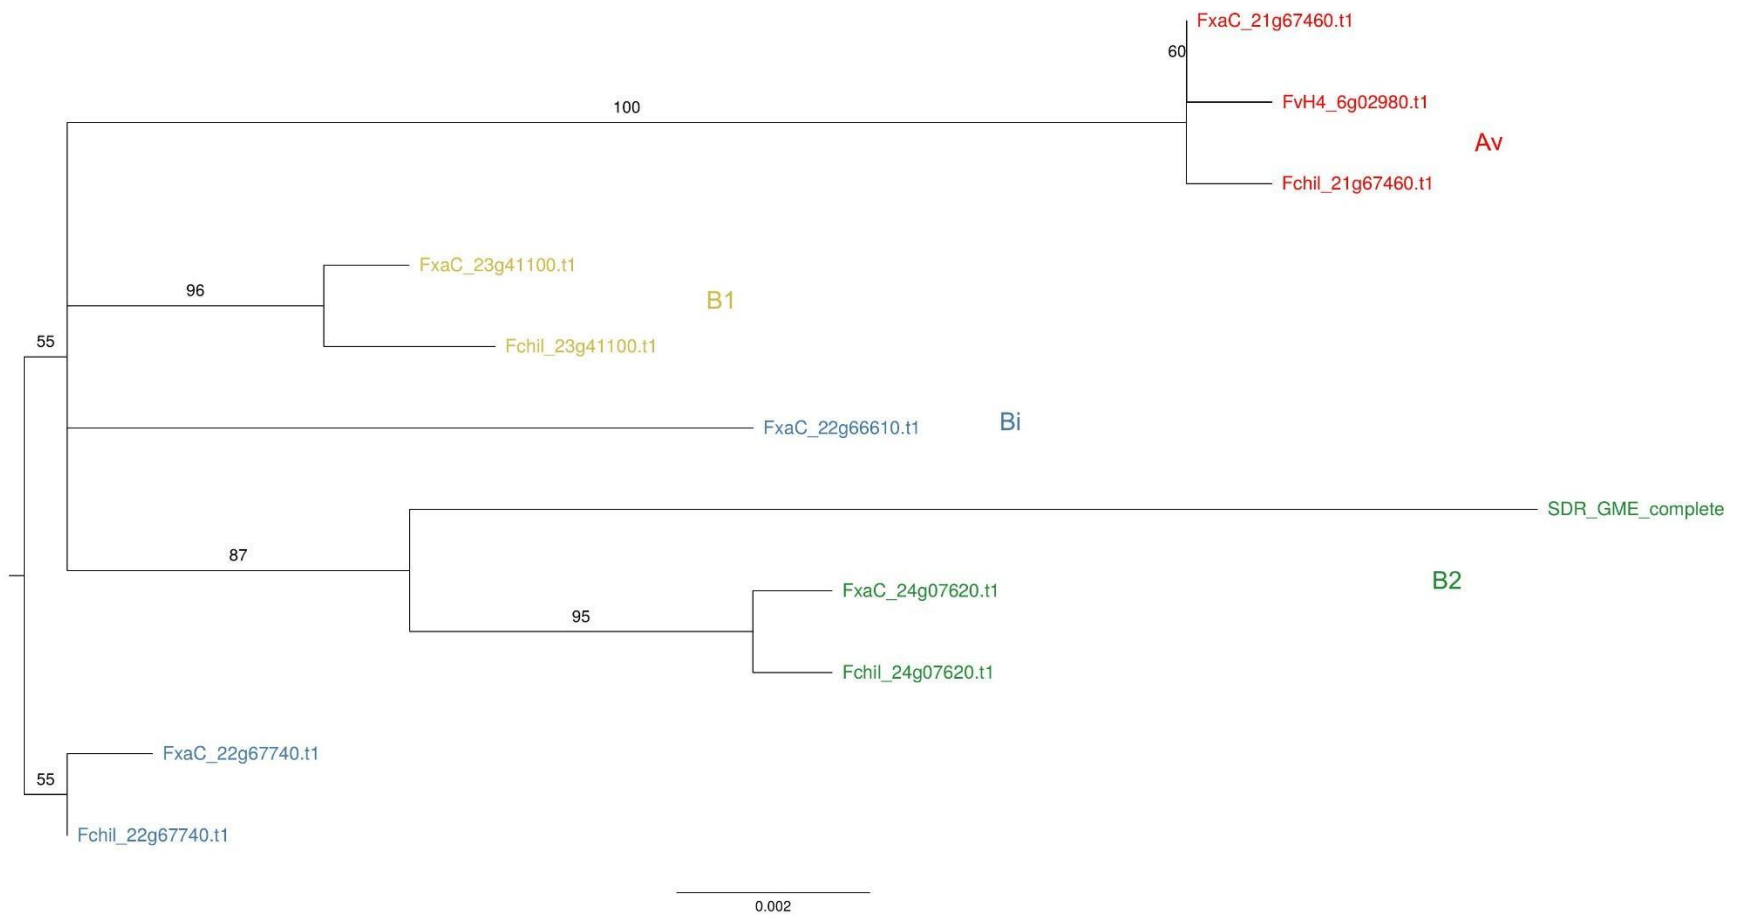 FxaC_21g67460.t1
60
FvH4_6g02980.t1
100
Av
Fchil_21g67460.t1
FxaC_23g41100.t1
96
B1
55
Fchil_23g41100.t1
FxaC_22g66610.t1
Bi
SDR_GME_complete
87
B2
FxaC_24g07620.t1
95
Fchil_24g07620.t1
FxaC_22g67740.t1
55
Fchil_22g67740.t1
0.002